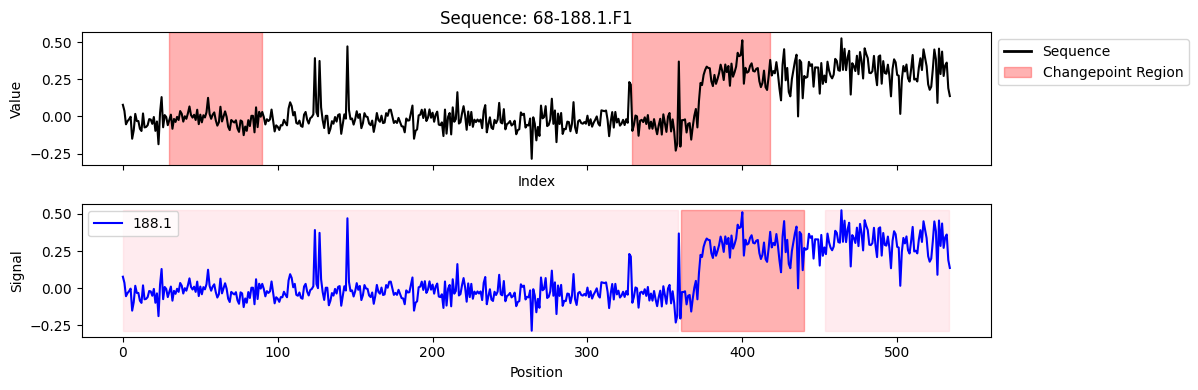 Sequence: 68-188.1.F1
0.50
0.25
0.00
−0.25
Value
Index
Sequence
Changepoint Region
188.1
0.50
0.25
0.00
−0.25
Signal
0 100 200 300 400 500
Position